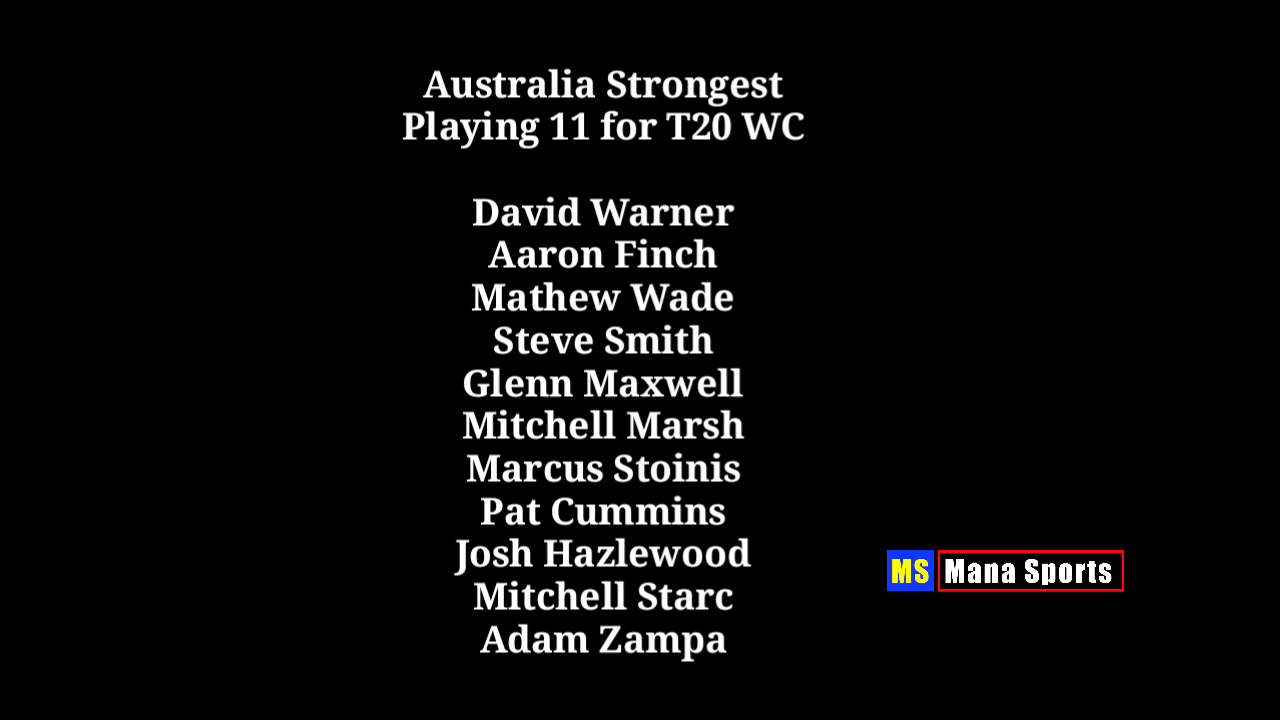 Australia Strongest
Playing 11 for T20 WC
David Warner
Aaron Finch
Mathew Wade
Steve Smith
Glenn Maxwell
Mitchell Marsh
Marcus Stoinis
Pat Cummins
Josh Hazlewood
Mitchell Starc
Adam Zampa
MS Mana Sports